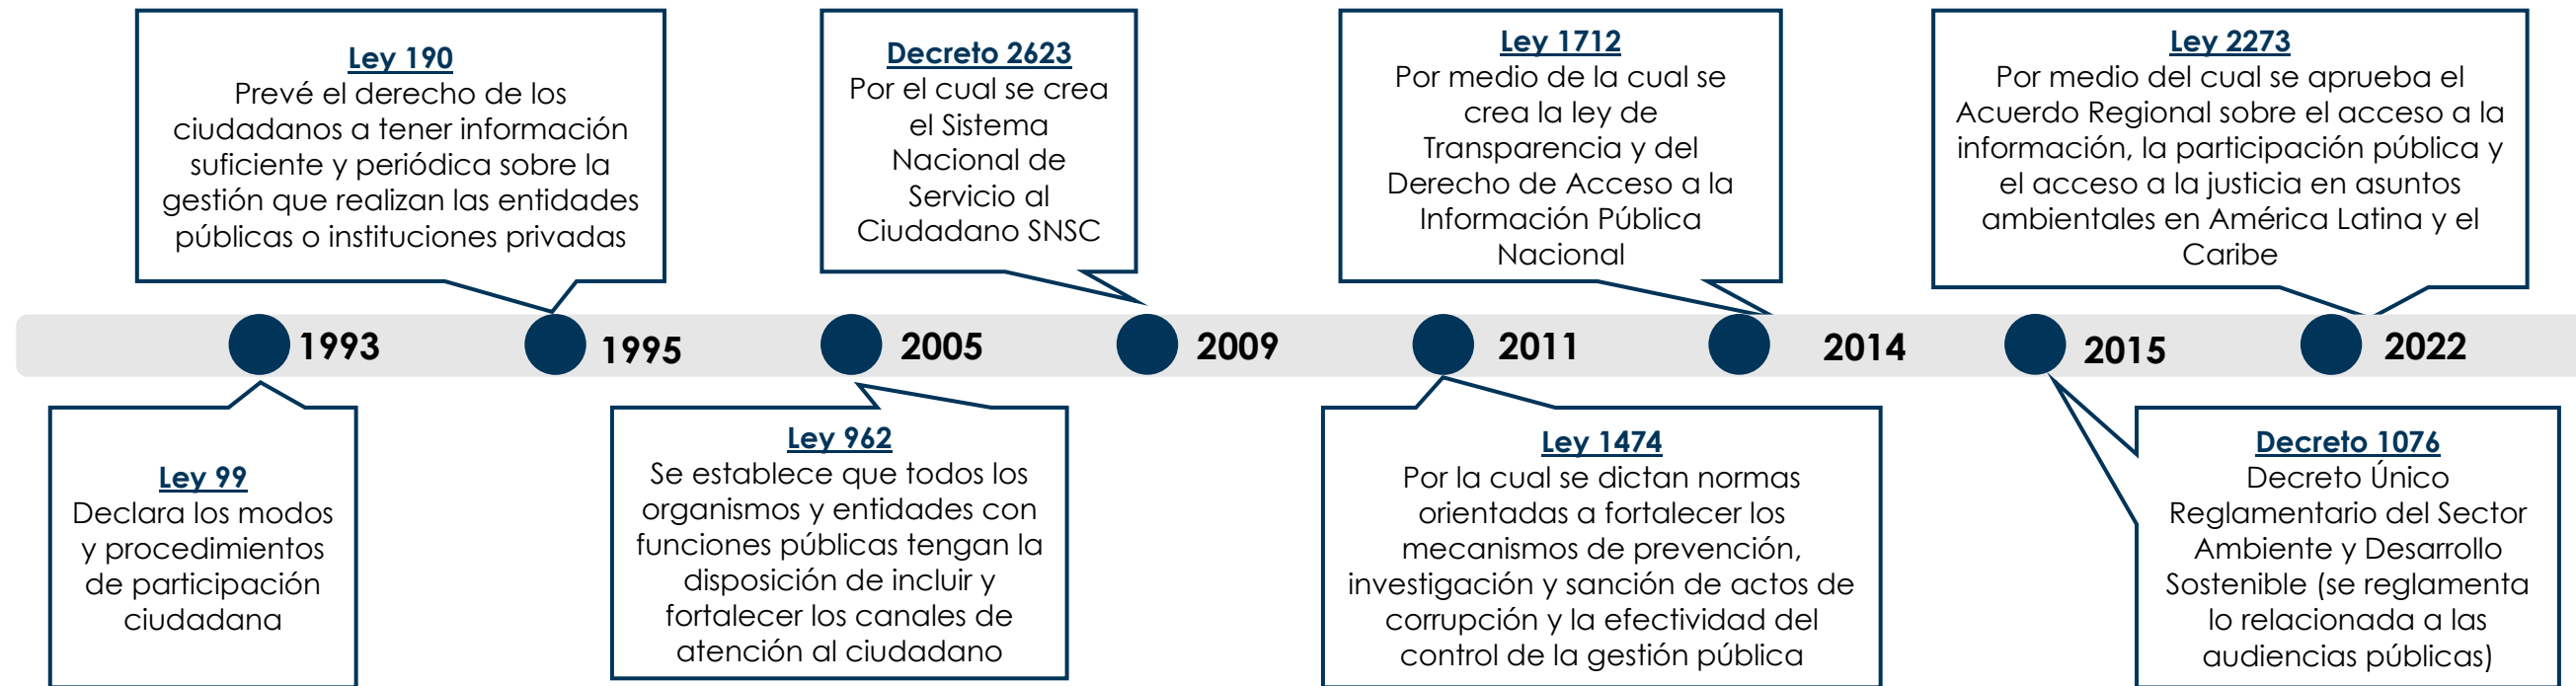 Ley 190
Prevé el derecho de los
ciudadanos a tener información
suficiente y periódica sobre la
gestión que realizan las entidades
públicas o instituciones privadas
Decreto 2623
Por el cual se crea
el Sistema
Nacional de
Servicio al
Ciudadano SNSC
Ley 1712
Por medio de la cual se
crea la ley de
Transparencia y del
Derecho de Acceso a la
Información Pública
Nacional
Ley 2273
Por medio del cual se aprueba el
Acuerdo Regional sobre el acceso a la
información, la participación pública y
el acceso a la justicia en asuntos
ambientales en América Latina y el
Caribe
1993
1995
2005
2009
2011
2014
2015
2022
Ley 99
Declara los modos
y procedimientos
de participación
ciudadana
Ley 962
Se establece que todos los
organismos y entidades con
funciones públicas tengan la
disposición de incluir y
fortalecer los canales de
atención al ciudadano
Ley 1474
Por la cual se dictan normas
orientadas a fortalecer los
mecanismos de prevención,
investigación y sanción de actos de
corrupción y la efectividad del
control de la gestión pública
Decreto 1076
Decreto Único
Reglamentario del Sector
Ambiente y Desarrollo
Sostenible (se reglamenta
lo relacionada a las
audiencias públicas)